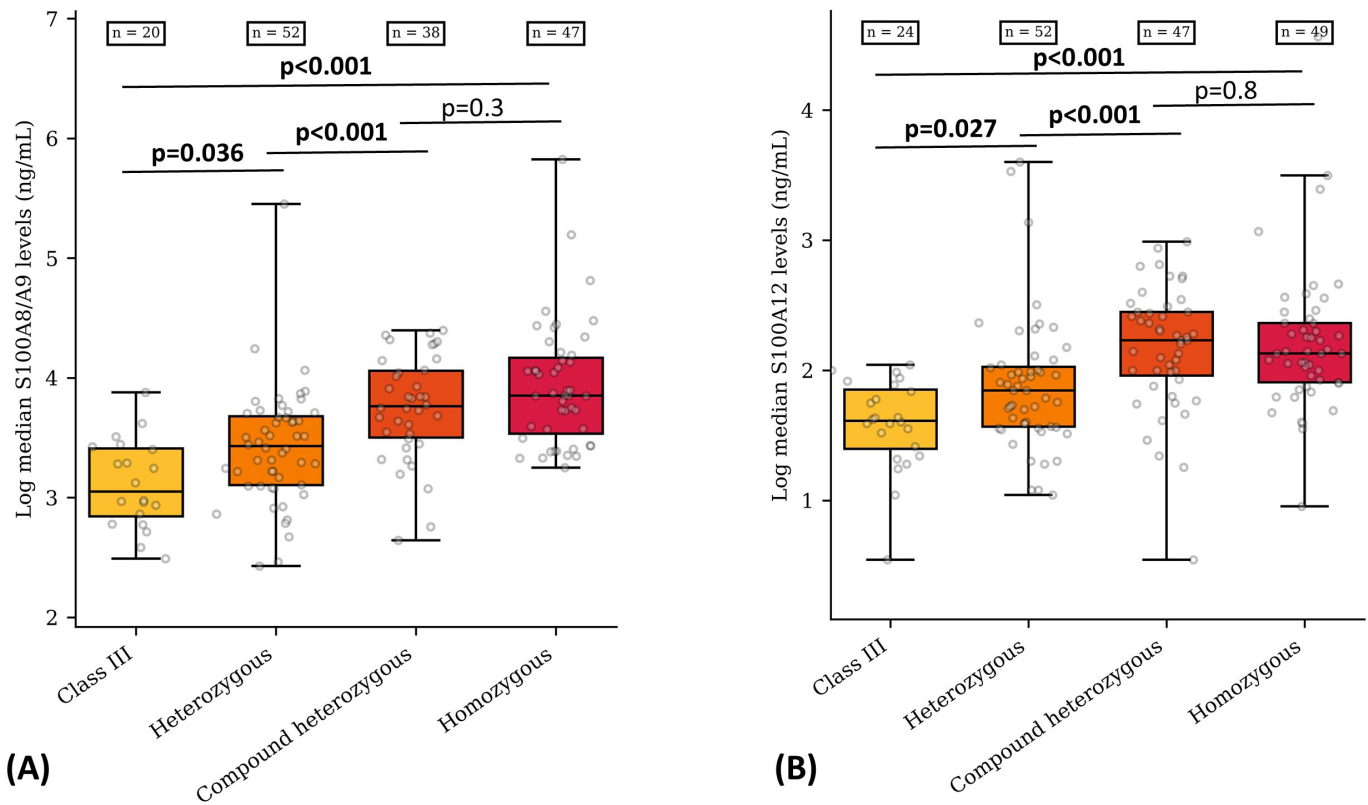 n = 20 n = 52 n = 38 n = 47
p<0.001
p=0.3
p<0.001
p=0.036
7
6
5
4
3
2
Log median S100A8/A9 levels (ng/mL)
Class III
Heterozygous
Compound heterozygous
Homozygous
(A)
n = 24 n = 52 n = 47 n = 49
p<0.001
p=0.8
p<0.001
p=0.027
4
3
2
1
Log median S100A12 levels (ng/mL)
Class III
Heterozygous
Compound heterozygous
Homozygous
(B)